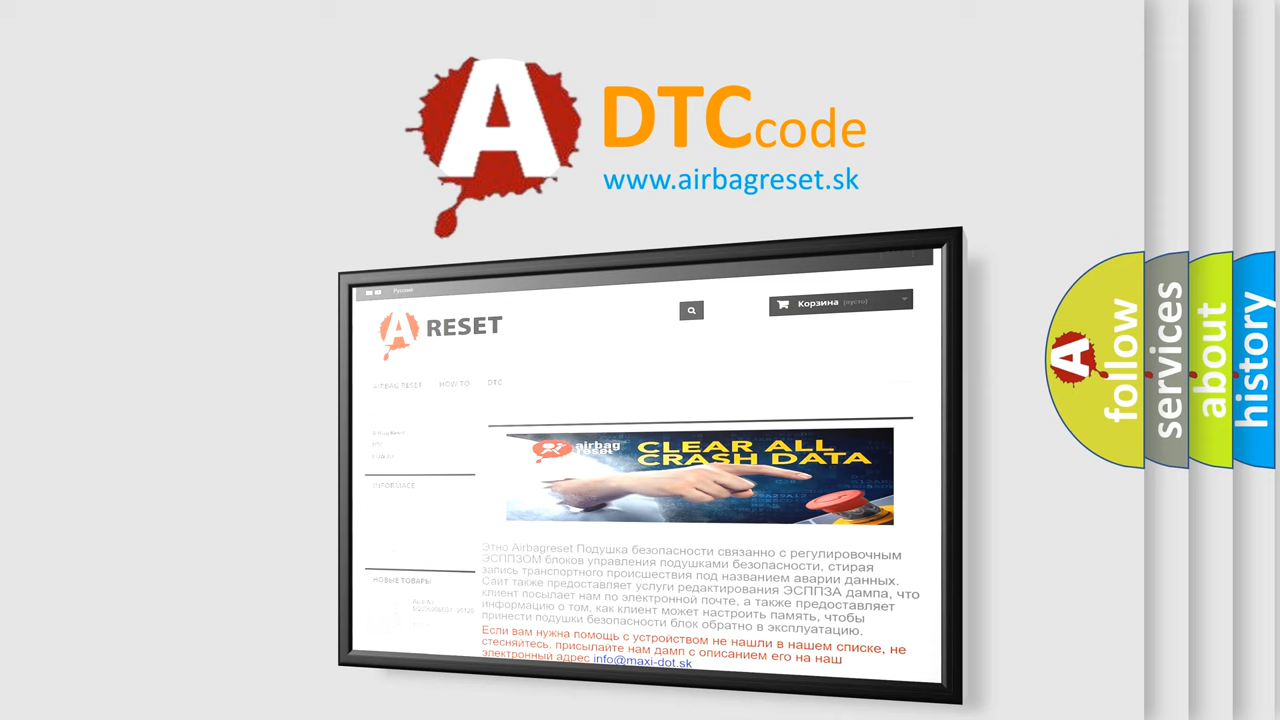 A
DTCcode
www.airbagreset.sk
Русский
A RESET
Корзина (пусто)
AIRBAG RESET HOW TO DTC
INFORMACE
airbag
reset
CLEAR ALL
CRASH DATA
Этно Airbagreset Подушка безопасности связанно с регулировочным
ЭСППЗОМ блоков управления подушками безопасности, стирая
запись транспортного происшествия под названием аварии данных.
Сайт также предоставляет услуги редактирования ЭСППЗА дампа, что
клиент посылает нам по электронной почте, а также предоставляет
информацию о том, как клиент может настроить память, чтобы
принести подушки безопасности блок обратно в эксплуатацию.
Если вам нужна помощь с устройством не нашли в нашем списке, не
стесняйтесь, присылайте нам дамп с описанием его на наш
электронный адрес info@maxi-dot.sk
НОВЫЕ ТОВАРЫ
A
follow
services
about
history